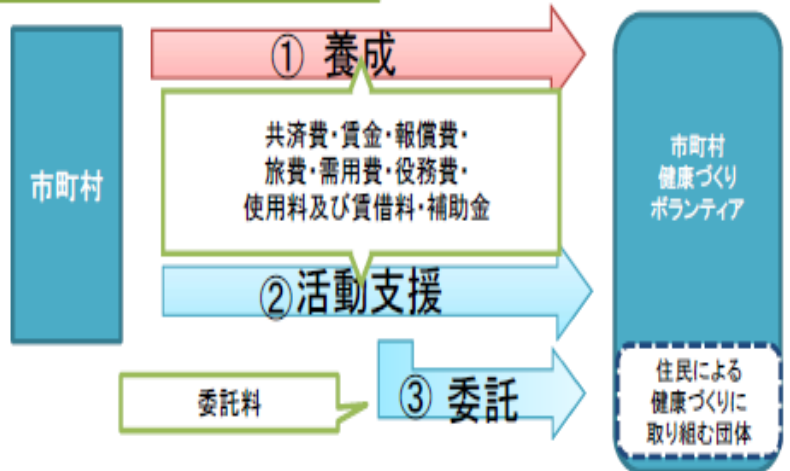 ① 養成
共済費・賃金・報償費・
旅費・需用費・役務費・
使用料及び賃借料・補助金
市町村
市町村
健康づくり
ボランティア
②活動支援
委託料
③ 委託
住民による
健康づくりに
取り組む団体